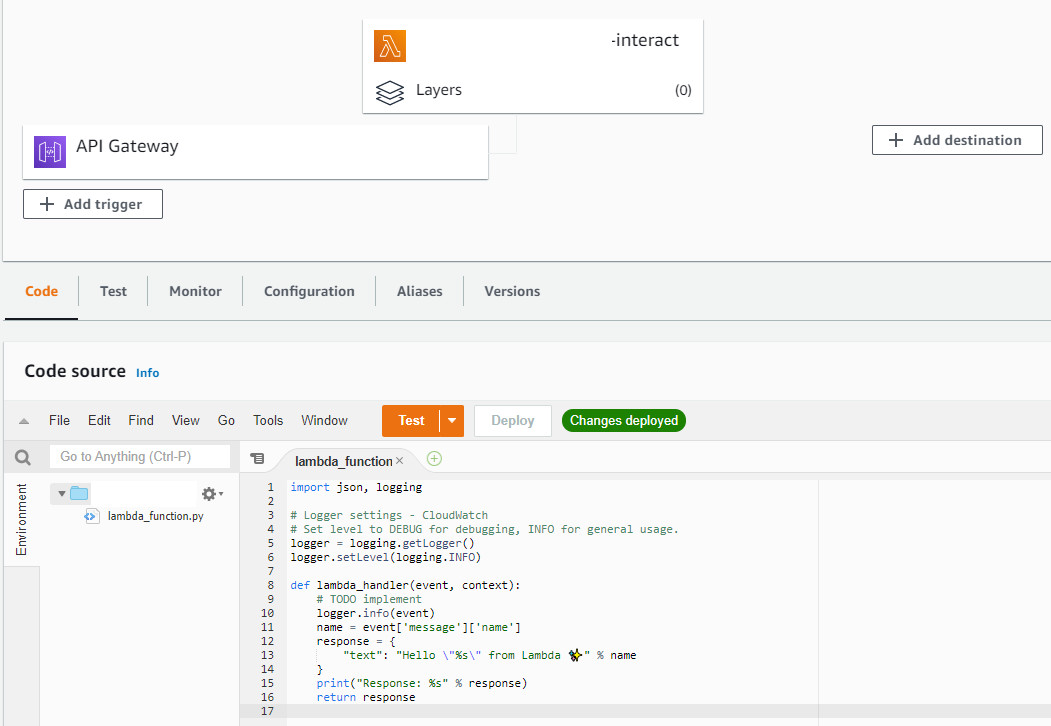 -interact
Layers
(0)
API Gateway
Add destination
Add trigger
Code
Test
Monitor
Configuration
Aliases
Versions
Code source Info
File Edit Find View Go Tools Window Test Deploy Changes deployed
Go to Anything (Ctrl-P)
lambda_function ×
Environment
lambda_function.py
1 import json, logging
2
3 # Logger settings - CloudWatch
4 # Set level to DEBUG for debugging, INFO for general usage.
5 logger = logging.getLogger()
6 logger.setLevel(logging.INFO)
7
8 def lambda_handler(event, context):
9     # TODO implement
10     logger.info(event)
11     name = event['message']['name']
12     response = {
13         "text": "Hello \"%s\" from Lambda ✨" % name
14     }
15     print("Response: %s" % response)
16     return response
17